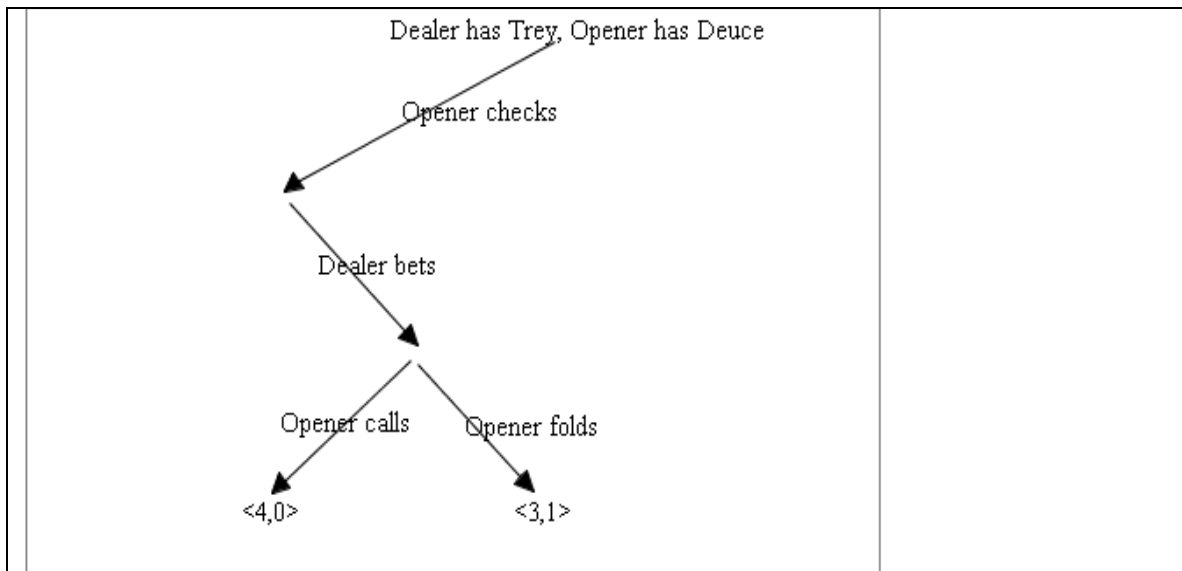 Dealer has Trey, Opener has Deuce
Opener checks
Dealer bets
Opener calls
Opener folds
<4,0>
<3,1>